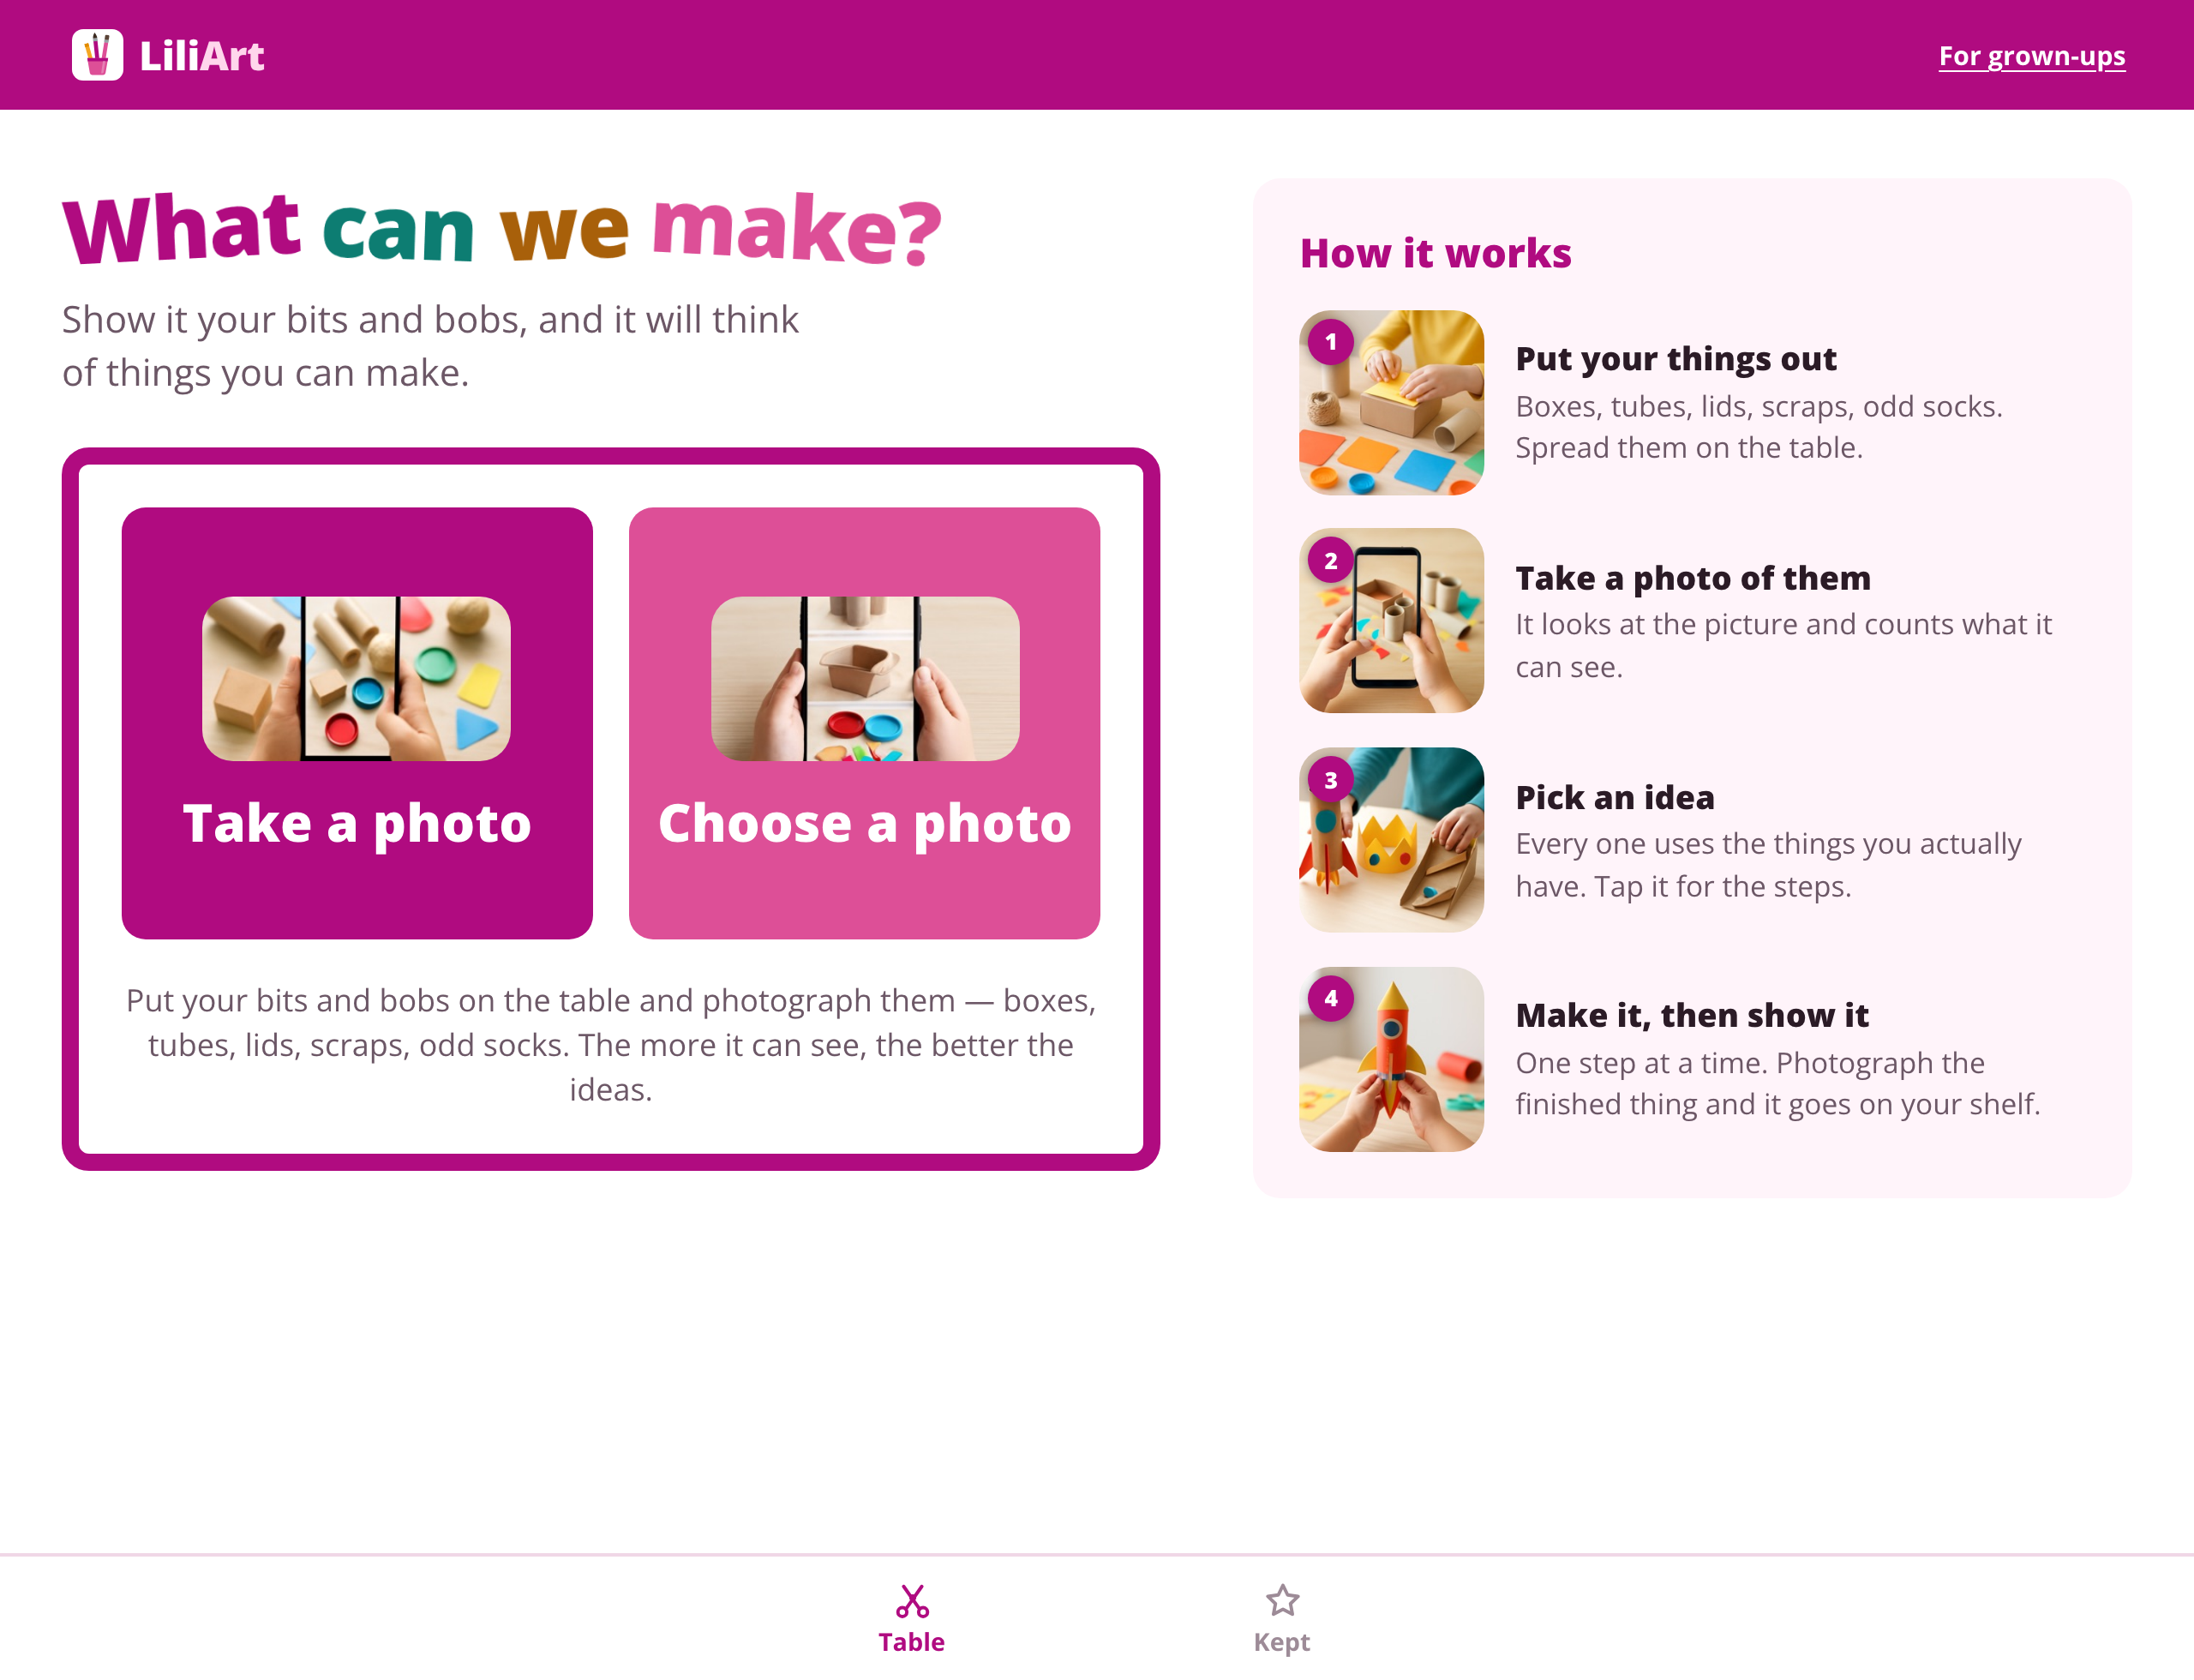 LiliArt
For grown-ups
What can we make?
Show it your bits and bobs, and it will think
of things you can make.
Take a photo
Choose a photo
Put your bits and bobs on the table and photograph them — boxes,
tubes, lids, scraps, odd socks. The more it can see, the better the
ideas.
How it works
1
Put your things out
Boxes, tubes, lids, scraps, odd socks.
Spread them on the table.
2
Take a photo of them
It looks at the picture and counts what it
can see.
3
Pick an idea
Every one uses the things you actually
have. Tap it for the steps.
4
Make it, then show it
One step at a time. Photograph the
finished thing and it goes on your shelf.
Table
Kept